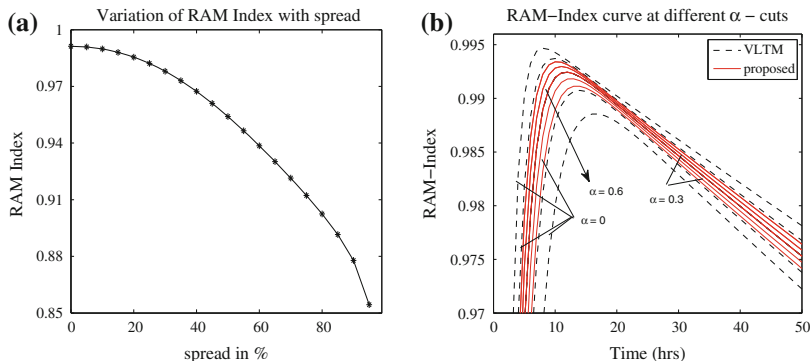 (a)
Variation of RAM Index with spread
1
0.97
0.94
0.91
0.88
0.85
RAM Index
0 20 40 60 80
spread in %
(b)
RAM−Index curve at different α − cuts
0.995
0.99
0.985
0.98
0.975
0.97
RAM−Index
VLTM
proposed
α = 0.6
α = 0.3
α = 0
0 10 20 30 40 50
Time (hrs)